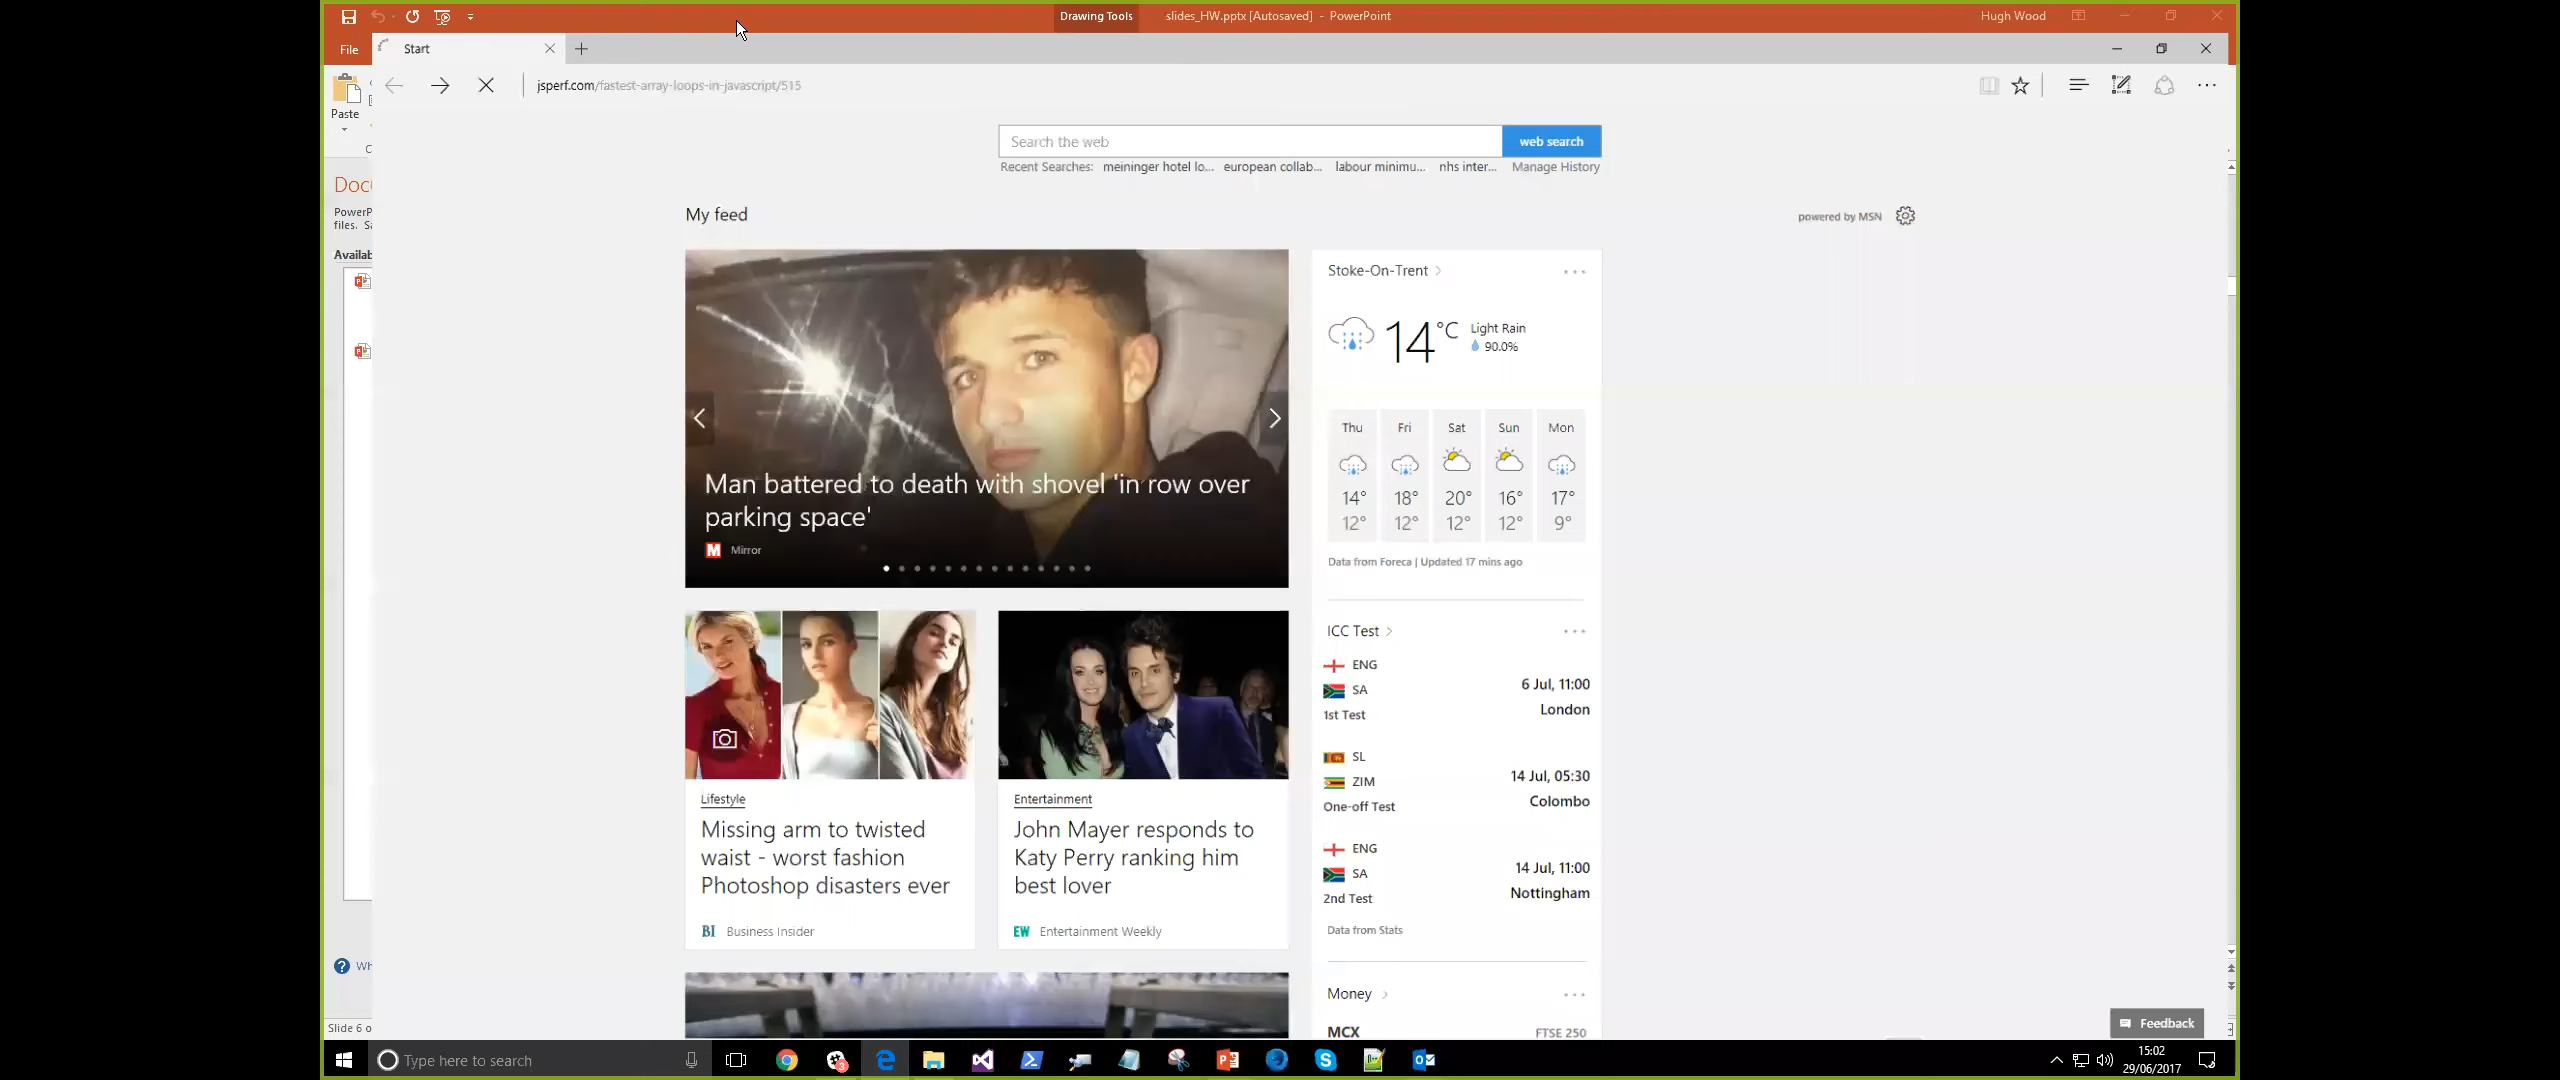 Drawing Tools
slides_HW.pptx [Autosaved] - PowerPoint
Hugh Wood
File
Start
jsperf.com/fastest-array-loops-in-javascript/515
Paste
PowerP
files. Sa
Availab
Search the web
web search
Recent Searches: meininger hotel lo... european collab... labour minimu... nhs inter... Manage History
My feed
powered by MSN
Man battered to death with shovel 'in row over
parking space'
M Mirror
Stoke-On-Trent
14°C
Light Rain
90.0%
Thu Fri Sat Sun Mon
14° 18° 20° 16° 17°
12° 12° 12° 12° 9°
Data from Foreca | Updated 17 mins ago
ICC Test
ENG
SA
1st Test
6 Jul, 11:00
London
SL
ZIM
One-off Test
14 Jul, 05:30
Colombo
ENG
SA
2nd Test
14 Jul, 11:00
Nottingham
Data from Stats
Money
MCX
FTSE 250
Lifestyle
Missing arm to twisted
waist - worst fashion
Photoshop disasters ever
BI Business Insider
Entertainment
John Mayer responds to
Katy Perry ranking him
best lover
EW Entertainment Weekly
Feedback
Wh
Slide 6 o
Type here to search
15:02
29/06/2017